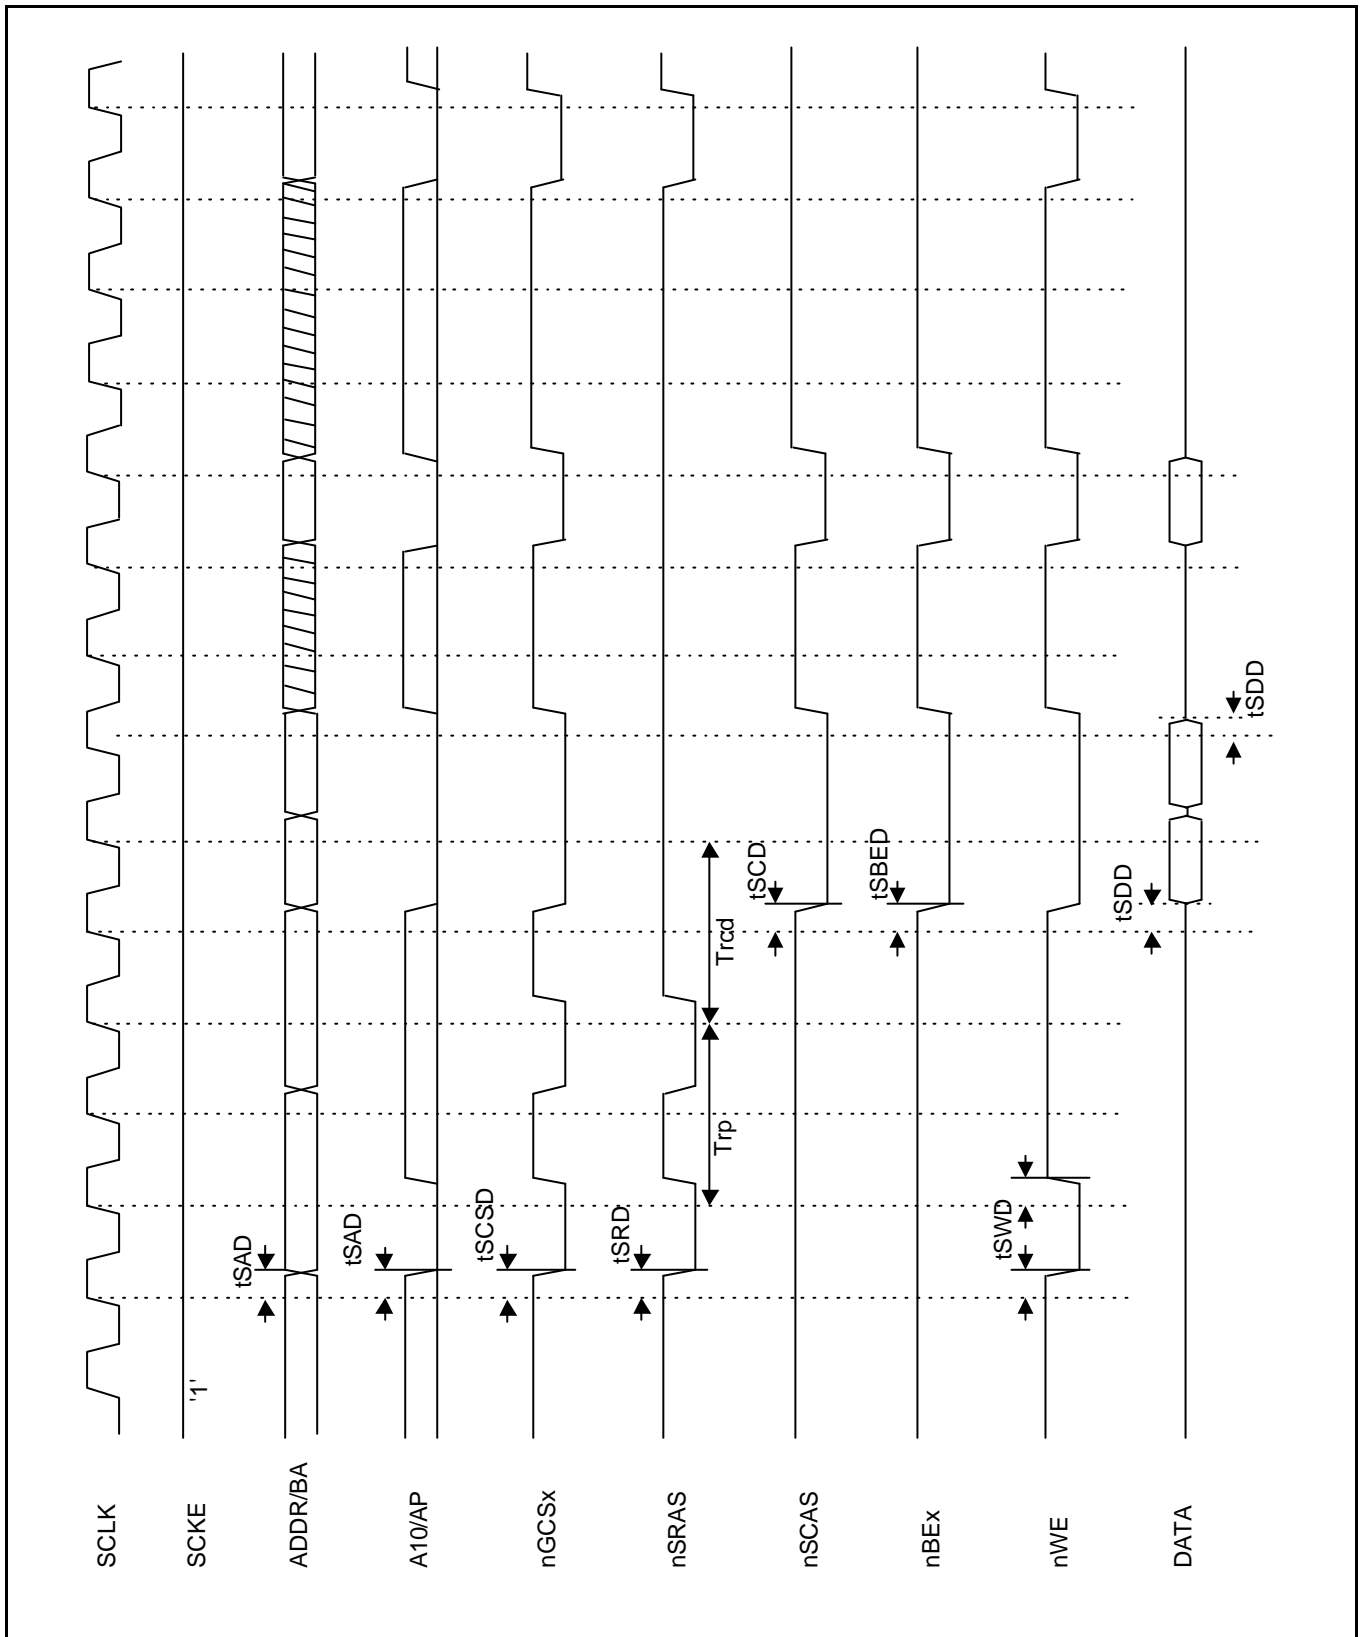 SCLK
SCKE
'1'
ADDR/BA
tSAD
A10/AP
tSAD
nGCSx
tSCSD
nSRAS
tSRD
Trp
Trcd
nSCAS
tSCD
nBEx
tSBED
nWE
tSWD
DATA
tSDD
tSDD